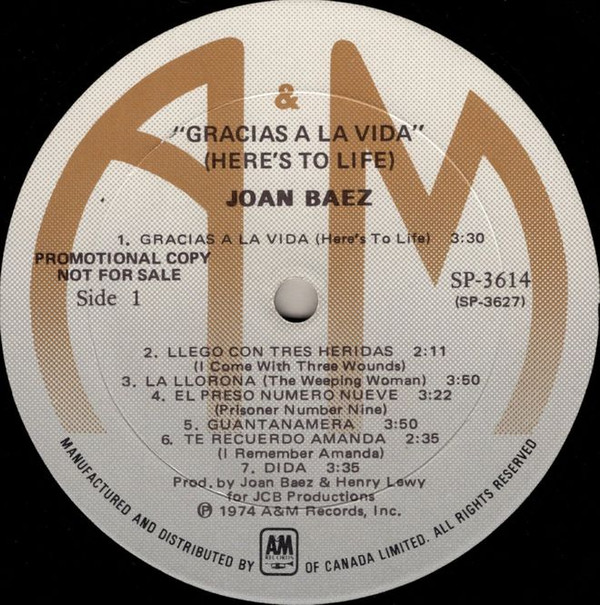 A & M
"GRACIAS A LA VIDA"
(HERE'S TO LIFE)
JOAN BAEZ
1. GRACIAS A LA VIDA (Here's To Life) 3:30
PROMOTIONAL COPY
NOT FOR SALE
Side 1
SP-3614
(SP-3627)
2. LLEGO CON TRES HERIDAS 2:11
(I Come With Three Wounds)
3. LA LLORONA (The Weeping Woman) 3:50
4. EL PRESO NUMERO NUEVE 3:22
(Prisoner Number Nine)
5. GUANTANAMERA 3:50
6. TE RECUERDO AMANDA 2:35
(I Remember Amanda)
7. DIDA 3:35
Prod. by Joan Baez & Henry Lewy
for JCB Productions
Ⓟ 1974 A&M Records, Inc.
MANUFACTURED AND DISTRIBUTED BY A&M RECORDS OF CANADA LIMITED. ALL RIGHTS RESERVED